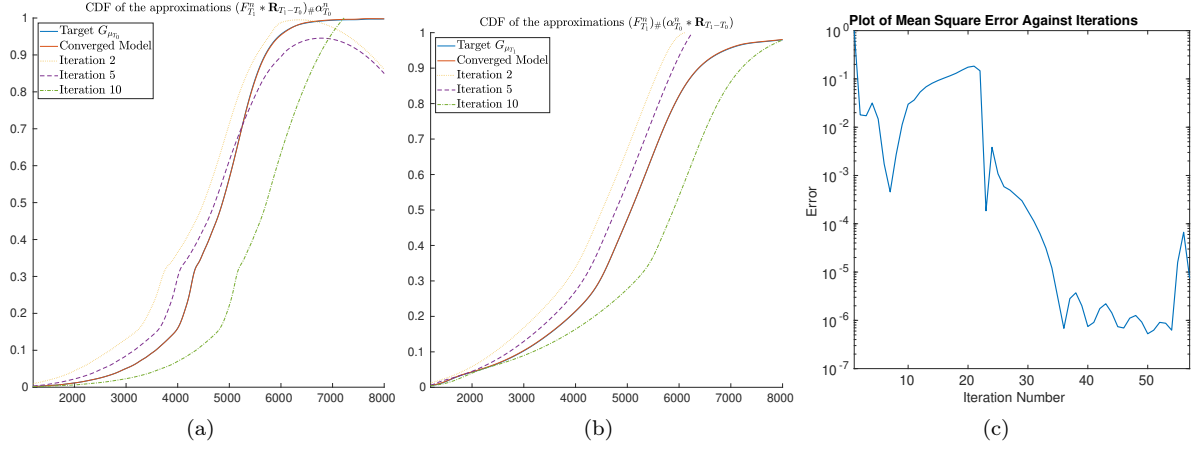 CDF of the approximations $(F^n_{T_1} * \mathbf{R}_{T_1-T_0})_\#\alpha^n_{T_0}$
Target $G_{\mu_{T_0}}$
Converged Model
Iteration 2
Iteration 5
Iteration 10
1
0.9
0.8
0.7
0.6
0.5
0.4
0.3
0.2
0.1
0
2000 3000 4000 5000 6000 7000 8000
(a)
CDF of the approximations $(F^n_{T_1})_\#(\alpha^n_{T_0} * \mathbf{R}_{T_1-T_0})$
Target $G_{\mu_{T_1}}$
Converged Model
Iteration 2
Iteration 5
Iteration 10
1
0.9
0.8
0.7
0.6
0.5
0.4
0.3
0.2
0.1
0
2000 3000 4000 5000 6000 7000 8000
(b)
Plot of Mean Square Error Against Iterations
10^0
10^-1
10^-2
10^-3
10^-4
10^-5
10^-6
10^-7
Error
10 20 30 40 50
Iteration Number
(c)